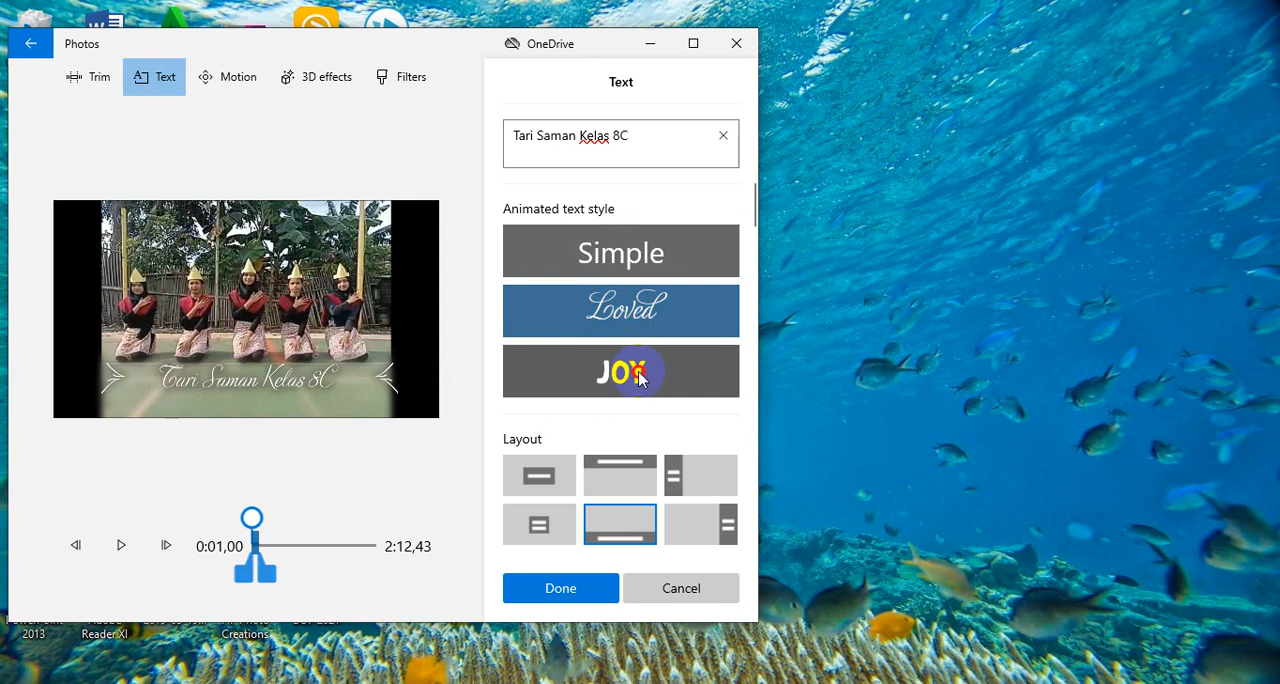 Photos
OneDrive
Trim
Text
Motion
3D effects
Filters
Text
Tari Saman Kelas 8C
Animated text style
Simple
Loved
JOY
Tari Saman Kelas 8C
Layout
0:01,00
2:12,43
Done
Cancel
2013
Reader XI
Creations